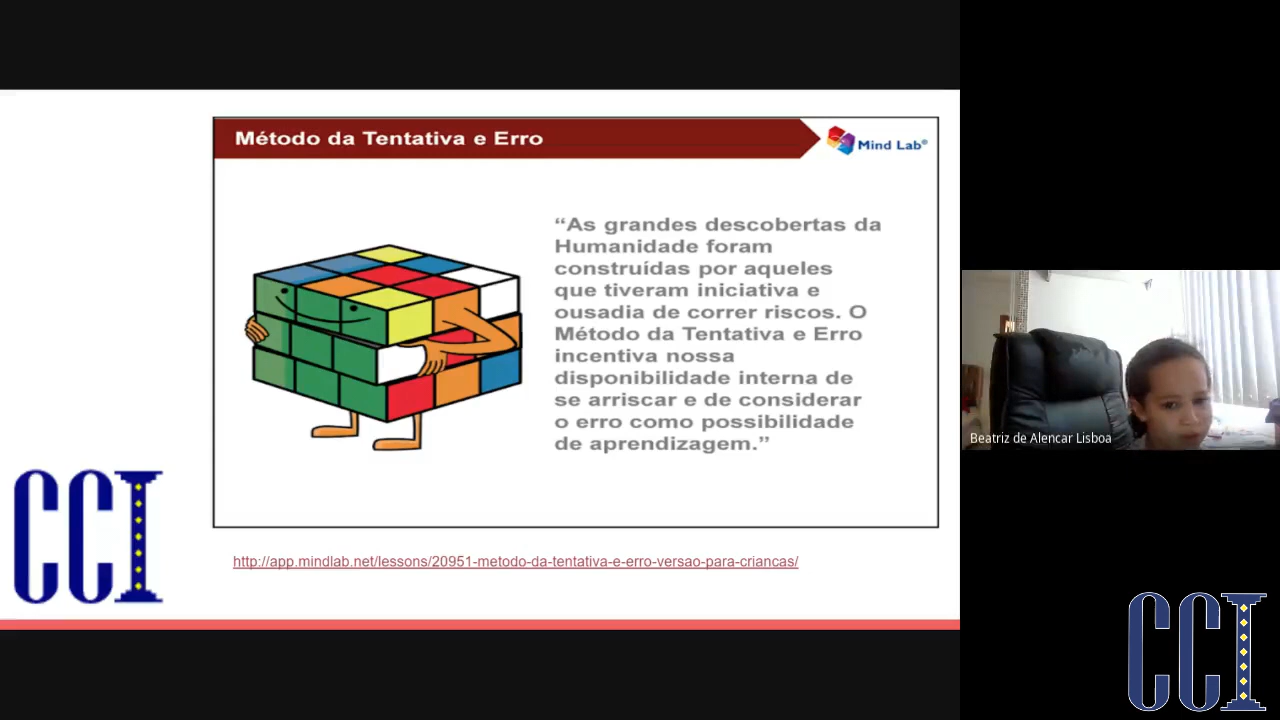 Método da Tentativa e Erro
Mind Lab®
“As grandes descobertas da
Humanidade foram
construídas por aqueles
que tiveram iniciativa e
ousadia de correr riscos. O
Método da Tentativa e Erro
incentiva nossa
disponibilidade interna de
se arriscar e de considerar
o erro como possibilidade
de aprendizagem.”
http://app.mindlab.net/lessons/20951-metodo-da-tentativa-e-erro-versao-para-criancas/
CCI
Beatriz de Alencar Lisboa
CCI